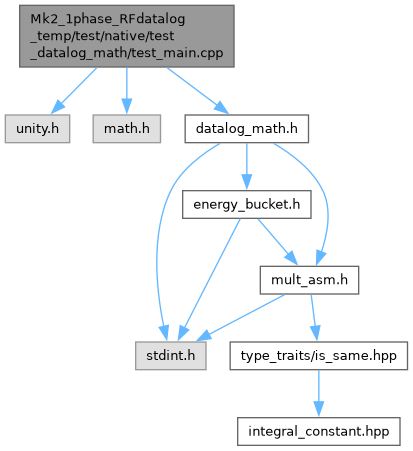 Mk2_1phase_RFdatalog
_temp/test/native/test
_datalog_math/test_main.cpp
unity.h
math.h
datalog_math.h
energy_bucket.h
mult_asm.h
stdint.h
type_traits/is_same.hpp
integral_constant.hpp